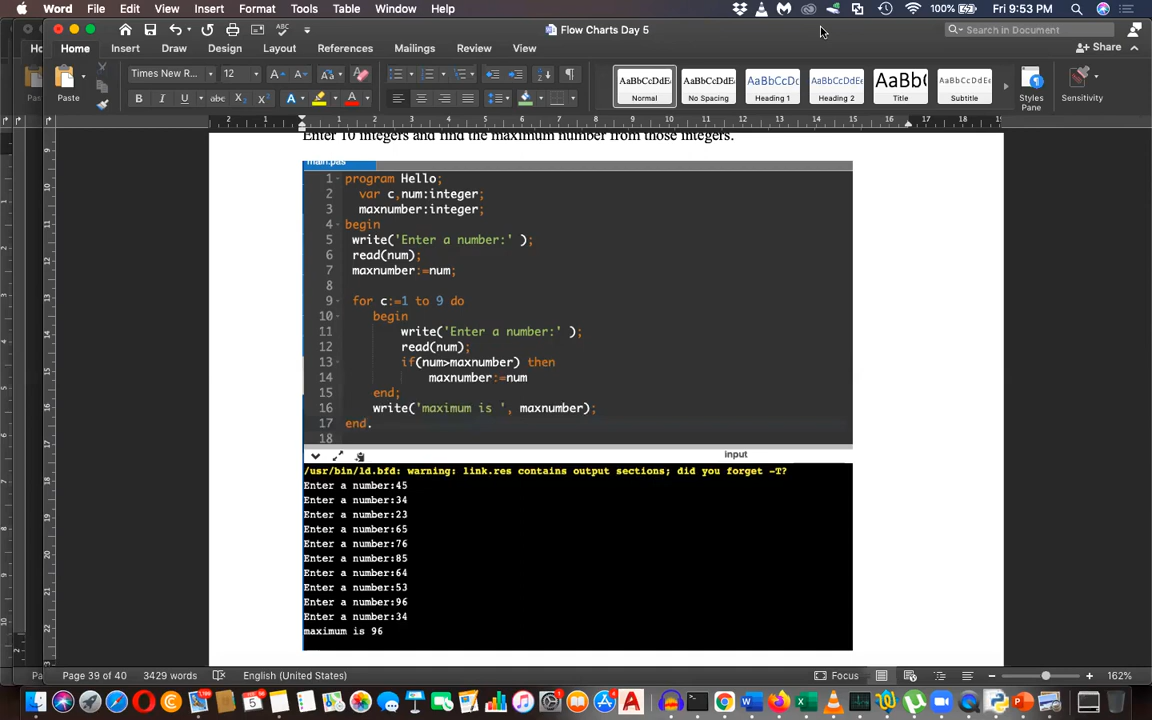 Word File Edit View Insert Format Tools Table Window Help 100% Fri 9:53 PM
Flow Charts Day 5 Search in Document
Home Insert Draw Design Layout References Mailings Review View Share
Paste Times New R... 12 AaBbCcDdEe Normal AaBbCcDdEe No Spacing AaBbCcDc Heading 1 AaBbCcDdEe Heading 2 AaBb( Title AaBbCcDdEe Subtitle Styles Pane Sensitivity
Enter 10 integers and find the maximum number from those integers.
main.pas
1 program Hello;
2 var c,num:integer;
3 maxnumber:integer;
4 begin
5 write('Enter a number:' );
6 read(num);
7 maxnumber:=num;
8
9 for c:=1 to 9 do
10 begin
11 write('Enter a number:' );
12 read(num);
13 if(num>maxnumber) then
14 maxnumber:=num
15 end;
16 write('maximum is ', maxnumber);
17 end.
18
input
/usr/bin/ld.bfd: warning: link.res contains output sections; did you forget -T?
Enter a number:45
Enter a number:34
Enter a number:23
Enter a number:65
Enter a number:76
Enter a number:85
Enter a number:64
Enter a number:53
Enter a number:96
Enter a number:34
maximum is 96
Page 39 of 40 3429 words English (United States) Focus 162%